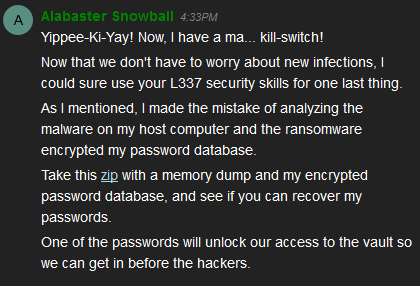 A
Alabaster Snowball 4:33PM
Yippee-Ki-Yay! Now, I have a ma... kill-switch!
Now that we don't have to worry about new infections, I
could sure use your L337 security skills for one last thing.
As I mentioned, I made the mistake of analyzing the
malware on my host computer and the ransomware
encrypted my password database.
Take this zip with a memory dump and my encrypted
password database, and see if you can recover my
passwords.
One of the passwords will unlock our access to the vault so
we can get in before the hackers.